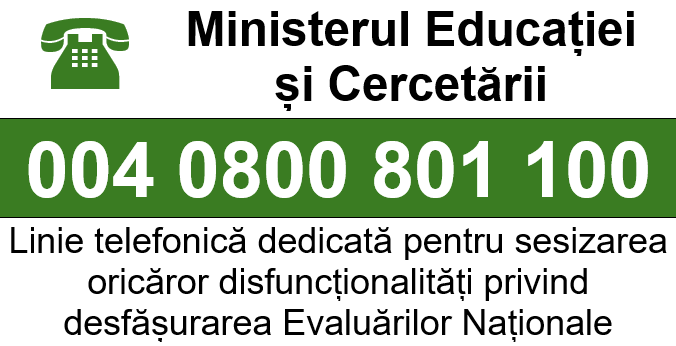 Ministerul Educației
și Cercetării
004 0800 801 100
Linie telefonică dedicată pentru sesizarea
oricăror disfuncționalități privind
desfășurarea Evaluărilor Naționale